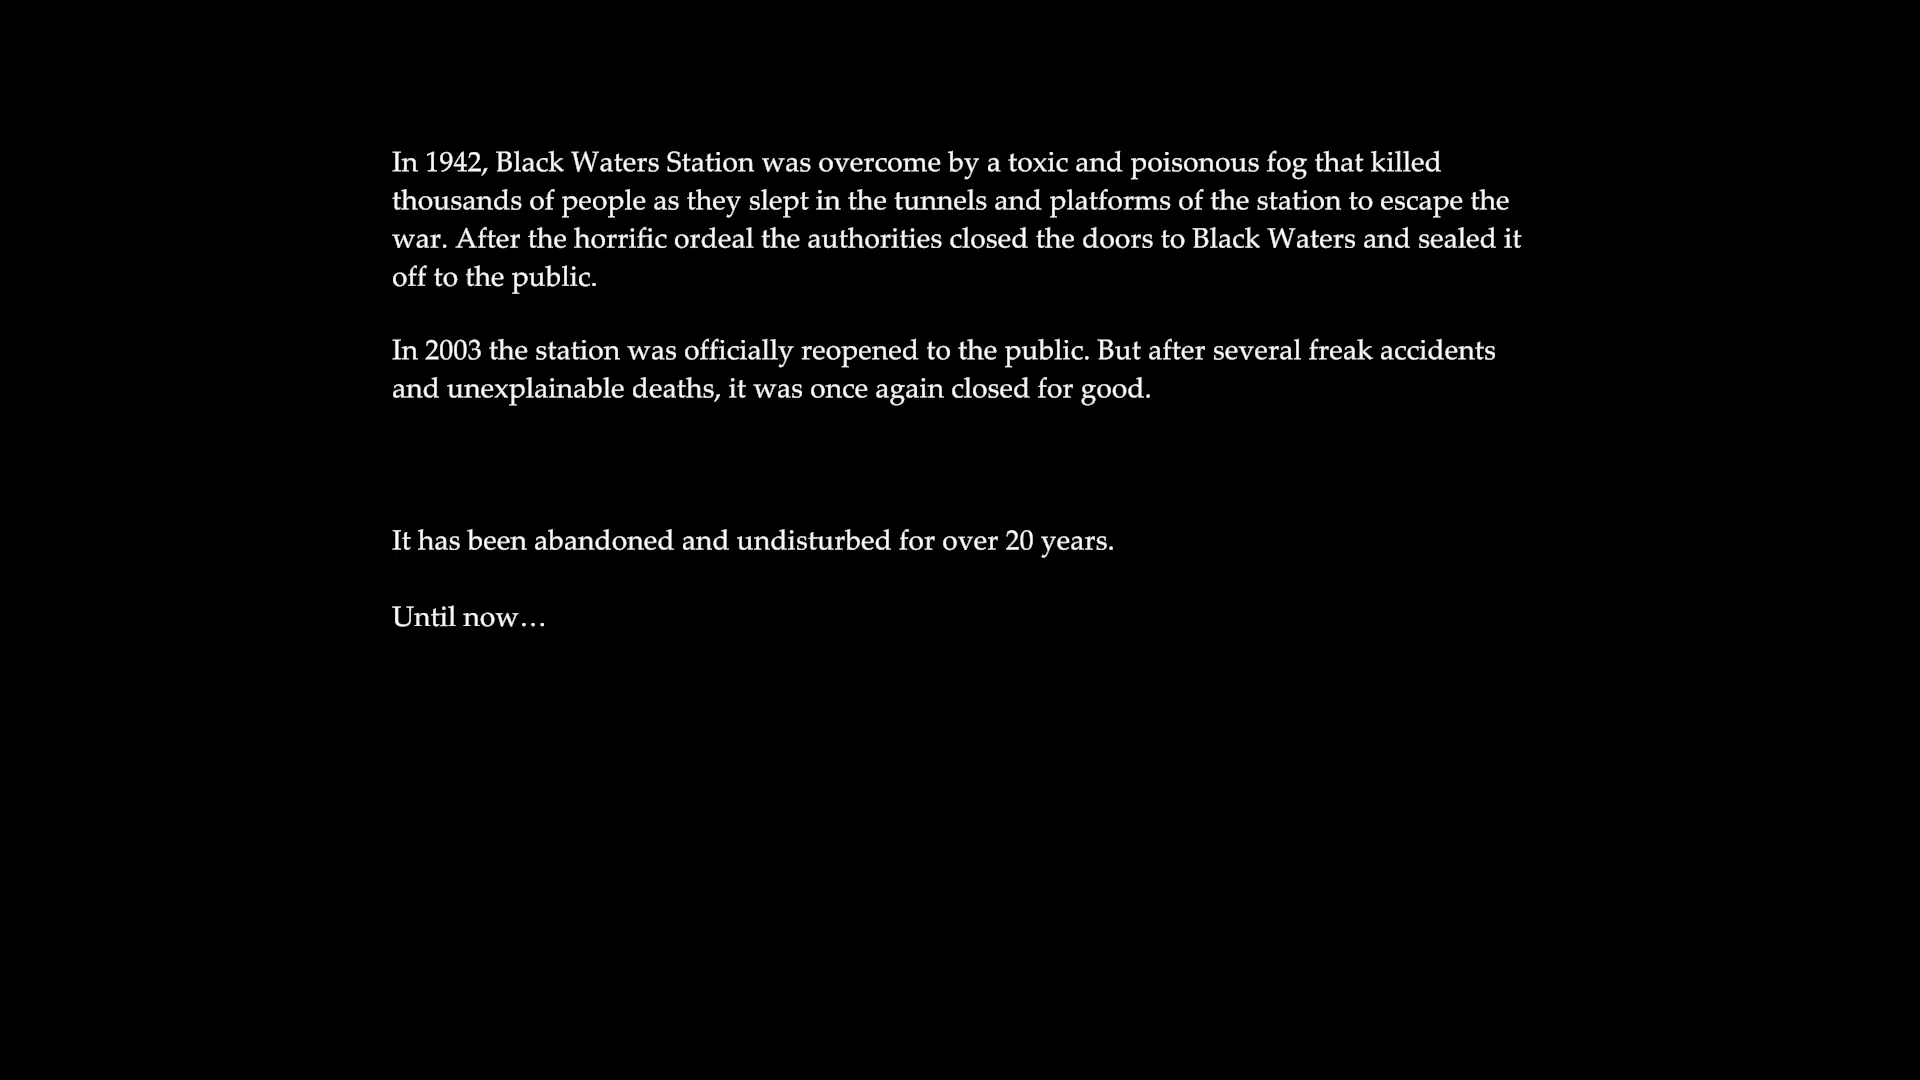 In 1942, Black Waters Station was overcome by a toxic and poisonous fog that killed
thousands of people as they slept in the tunnels and platforms of the station to escape the
war. After the horrific ordeal the authorities closed the doors to Black Waters and sealed it
off to the public.
In 2003 the station was officially reopened to the public. But after several freak accidents
and unexplainable deaths, it was once again closed for good.
It has been abandoned and undisturbed for over 20 years.
Until now…